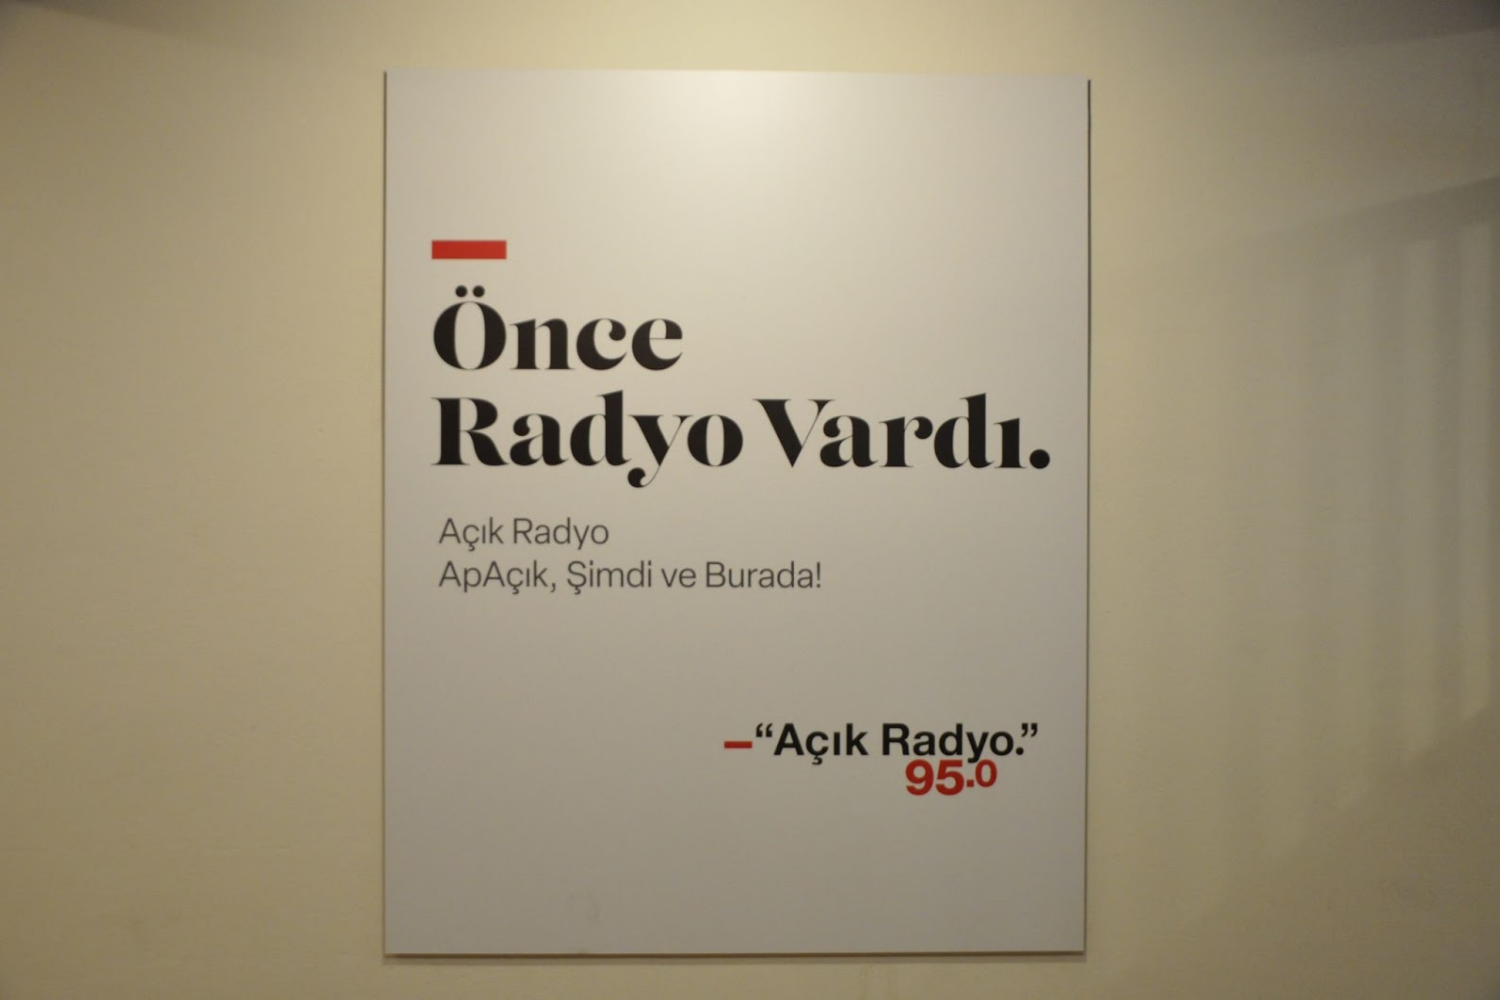 Önce
Radyo Vardı.
Açık Radyo
ApAçık, Şimdi ve Burada!
“Açık Radyo.”
95.0